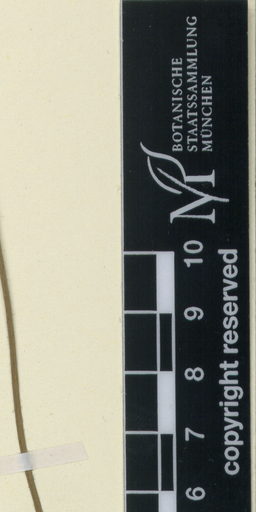 BOTANISCHE
STAATSSAMMLUNG
MÜNCHEN
10
9
8
7
6
copyright reserved